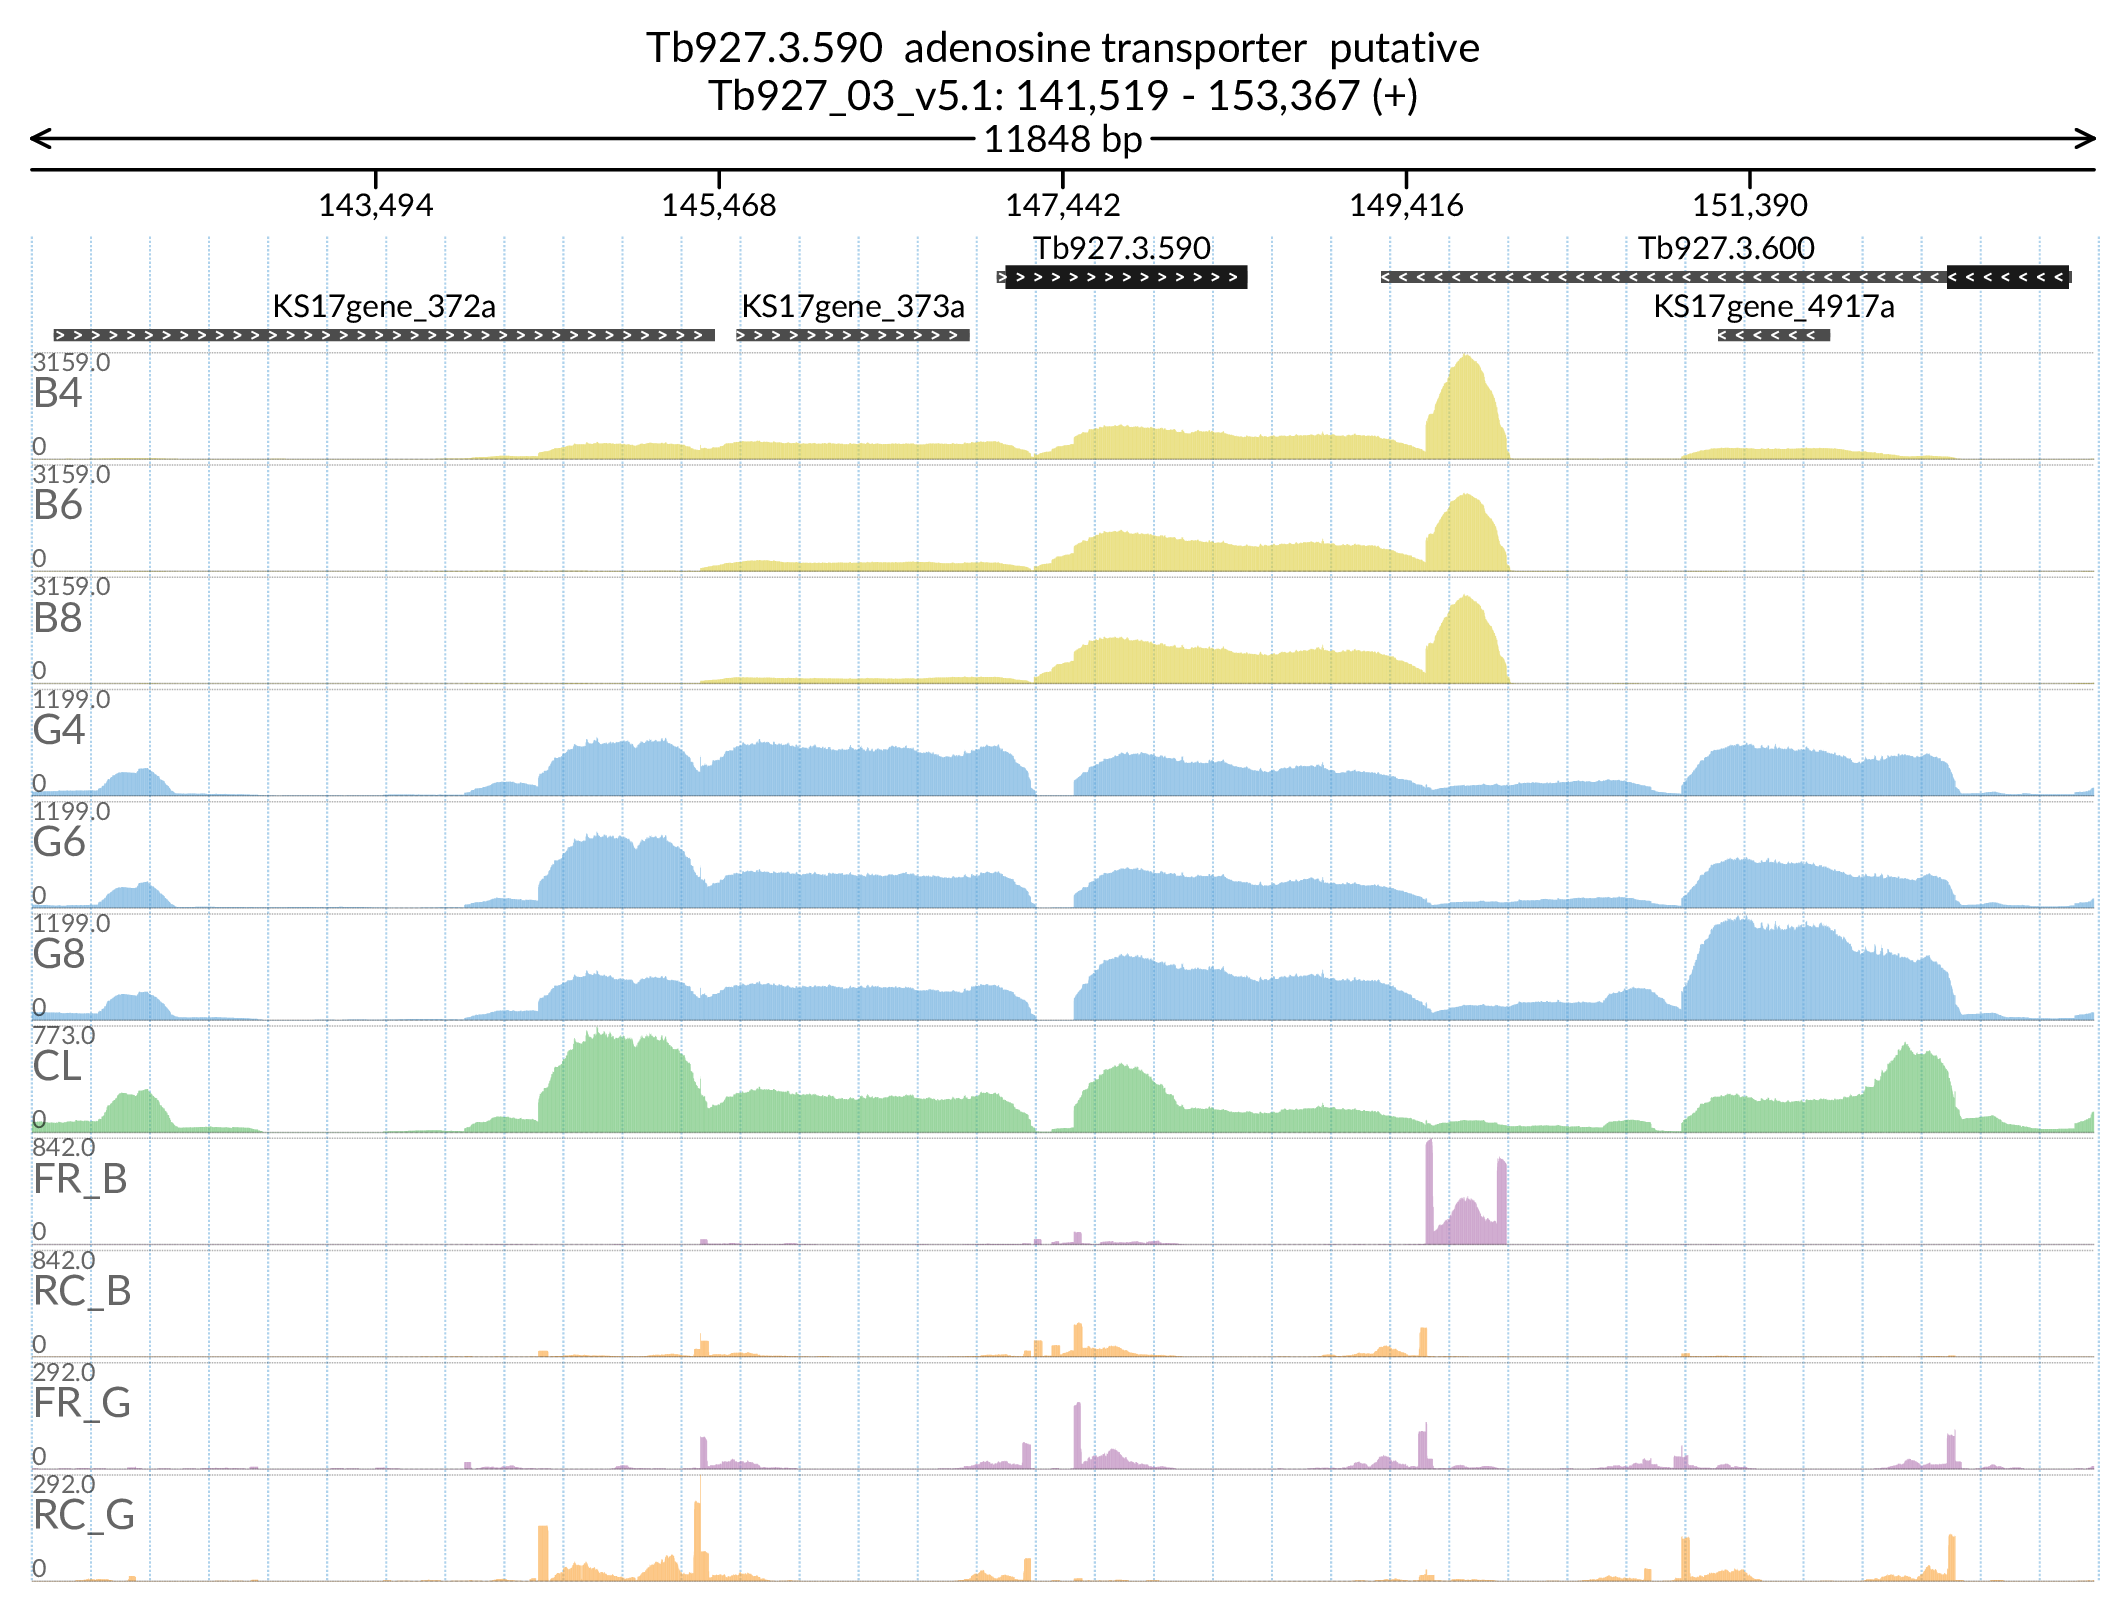 Tb927.3.590  adenosine transporter  putative
Tb927_03_v5.1: 141,519 - 153,367 (+)
11848 bp
143,494 145,468 147,442 149,416 151,390
Tb927.3.590 Tb927.3.600
KS17gene_372a KS17gene_373a KS17gene_4917a
3159.0
B4
0
3159.0
B6
0
3159.0
B8
0
1199.0
G4
0
1199.0
G6
0
1199.0
G8
0
773.0
CL
0
842.0
FR_B
0
842.0
RC_B
0
292.0
FR_G
0
292.0
RC_G
0